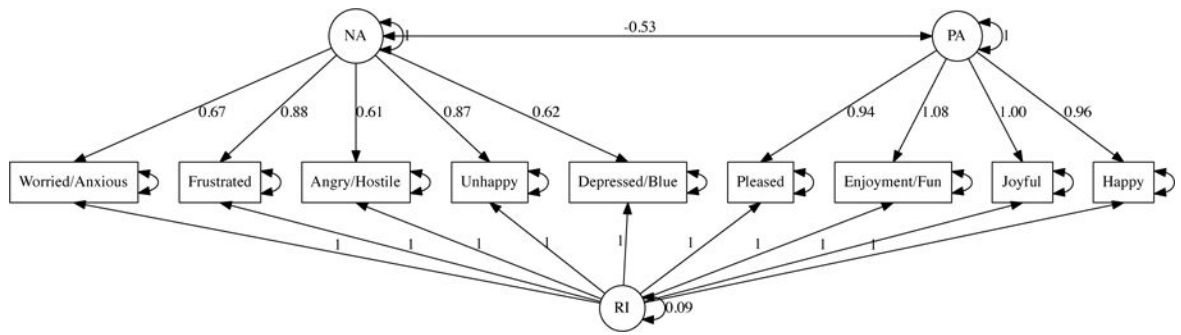 -0.53
NA 1 PA 1
0.67 0.88 0.61 0.87 0.62 0.94 1.08 1.00 0.96
Worried/Anxious Frustrated Angry/Hostile Unhappy Depressed/Blue Pleased Enjoyment/Fun Joyful Happy
1 1 1 1 1 1 1 1 1
RI 0.09